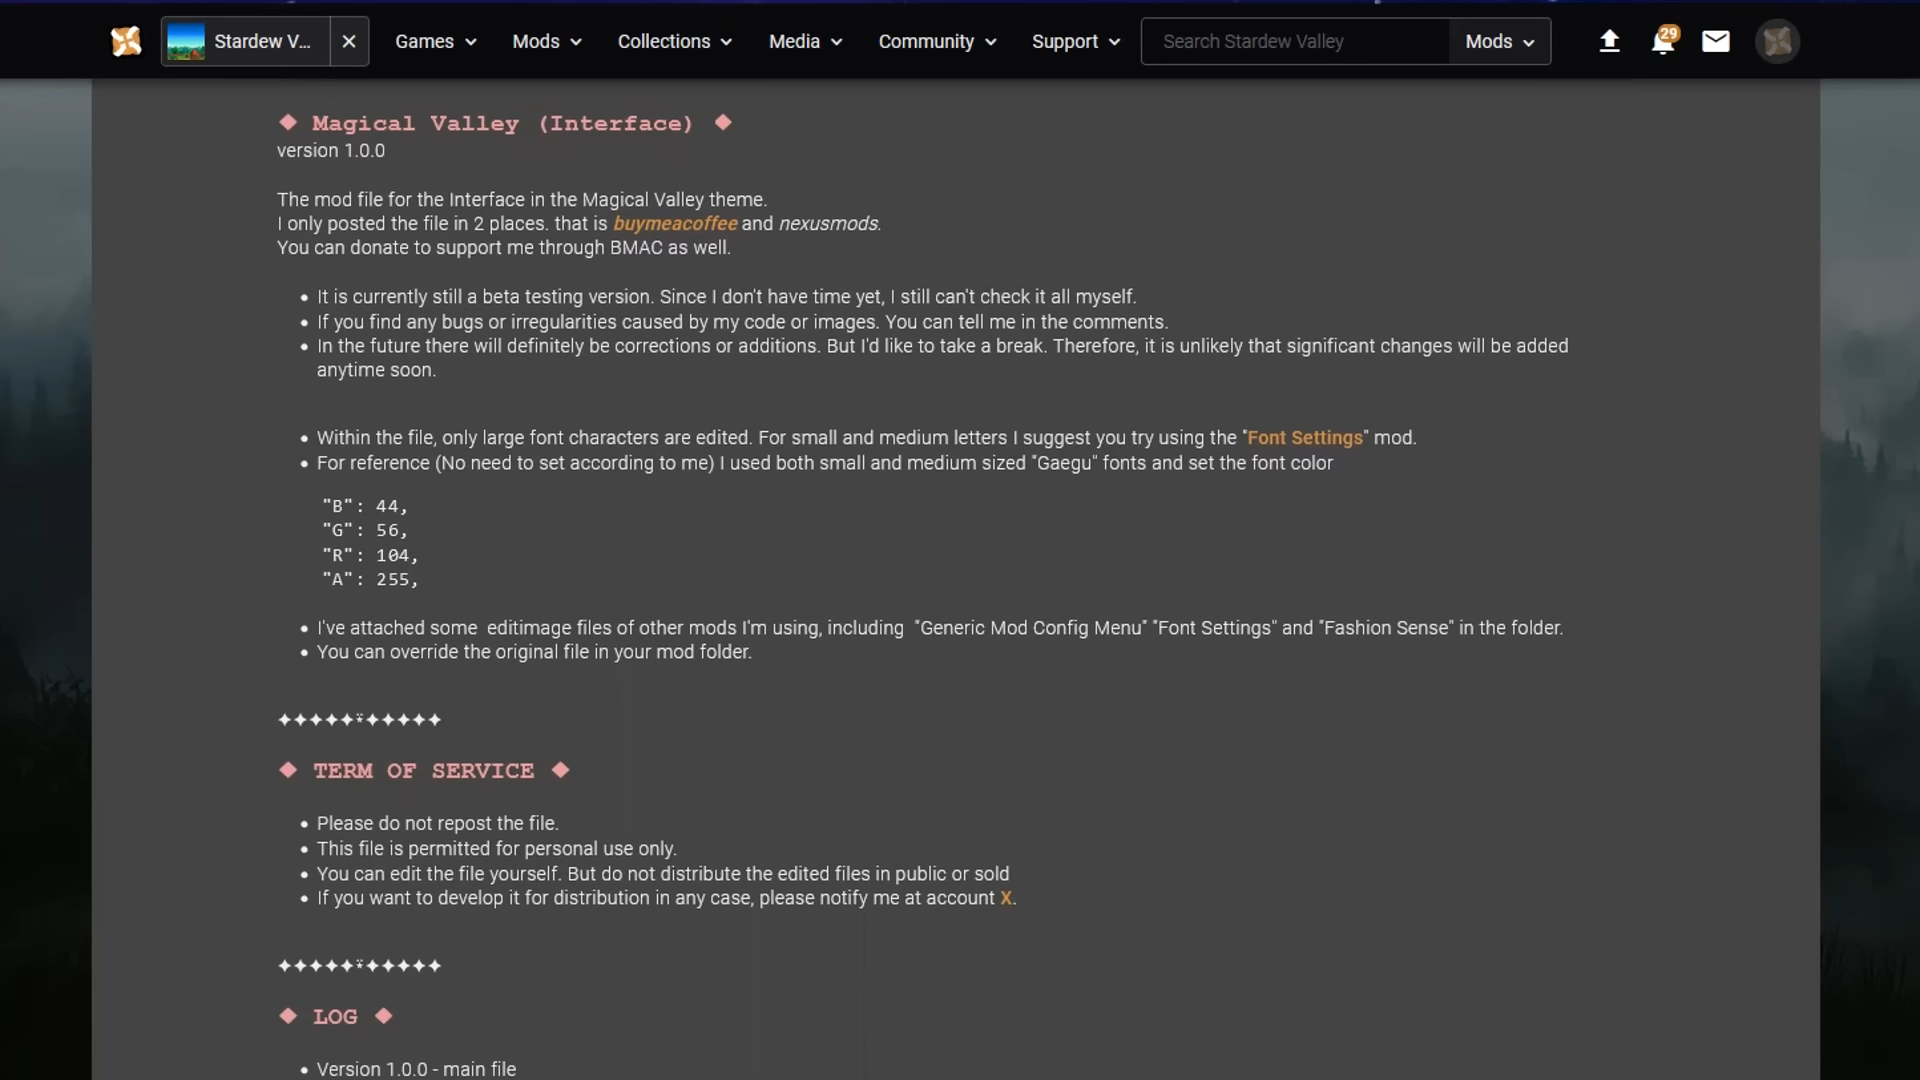 Stardew V...
Games
Mods
Collections
Media
Community
Support
Search Stardew Valley
Mods
29
◆ Magical Valley (Interface) ◆
version 1.0.0
The mod file for the Interface in the Magical Valley theme.
I only posted the file in 2 places. that is buymeacoffee and nexusmods.
You can donate to support me through BMAC as well.
• It is currently still a beta testing version. Since I don't have time yet, I still can't check it all myself.
• If you find any bugs or irregularities caused by my code or images. You can tell me in the comments.
• In the future there will definitely be corrections or additions. But I'd like to take a break. Therefore, it is unlikely that significant changes will be added
anytime soon.
• Within the file, only large font characters are edited. For small and medium letters I suggest you try using the "Font Settings" mod.
• For reference (No need to set according to me) I used both small and medium sized "Gaegu" fonts and set the font color
"B": 44,
"G": 56,
"R": 104,
"A": 255,
• I've attached some editimage files of other mods I'm using, including "Generic Mod Config Menu" "Font Settings" and "Fashion Sense" in the folder.
• You can override the original file in your mod folder.
✦✦✦✦✦⍣✦✦✦✦✦
◆ TERM OF SERVICE ◆
• Please do not repost the file.
• This file is permitted for personal use only.
• You can edit the file yourself. But do not distribute the edited files in public or sold
• If you want to develop it for distribution in any case, please notify me at account X.
✦✦✦✦✦⍣✦✦✦✦✦
◆ LOG ◆
• Version 1.0.0 - main file